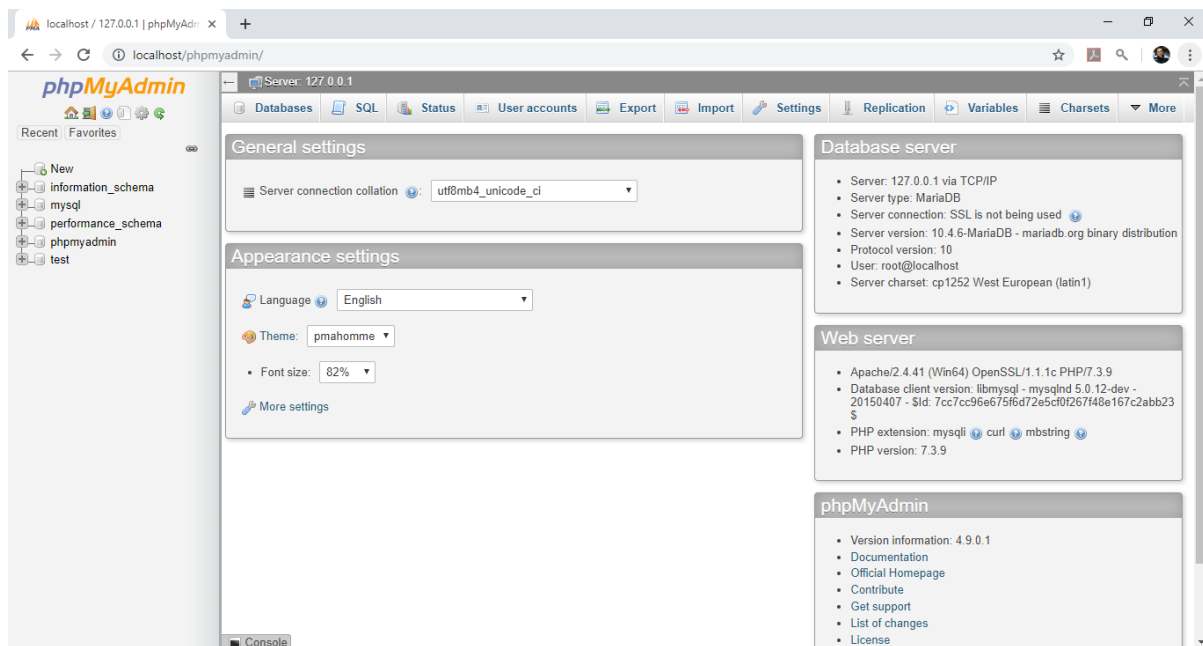 localhost / 127.0.0.1 | phpMyAdm
localhost/phpmyadmin/
phpMyAdmin
Recent Favorites
New
information_schema
mysql
performance_schema
phpmyadmin
test
Server: 127.0.0.1
Databases SQL Status User accounts Export Import Settings Replication Variables Charsets More
General settings
Server connection collation : utf8mb4_unicode_ci
Appearance settings
Language English
Theme: pmahomme
Font size: 82%
More settings
Database server
Server: 127.0.0.1 via TCP/IP
Server type: MariaDB
Server connection: SSL is not being used
Server version: 10.4.6-MariaDB - mariadb.org binary distribution
Protocol version: 10
User: root@localhost
Server charset: cp1252 West European (latin1)
Web server
Apache/2.4.41 (Win64) OpenSSL/1.1.1c PHP/7.3.9
Database client version: libmysql - mysqlnd 5.0.12-dev -
20150407 - $Id: 7cc7cc96e675f6d72e5cf0f267f48e167c2abb23
$
PHP extension: mysqli curl mbstring
PHP version: 7.3.9
phpMyAdmin
Version information: 4.9.0.1
Documentation
Official Homepage
Contribute
Get support
List of changes
License
Console